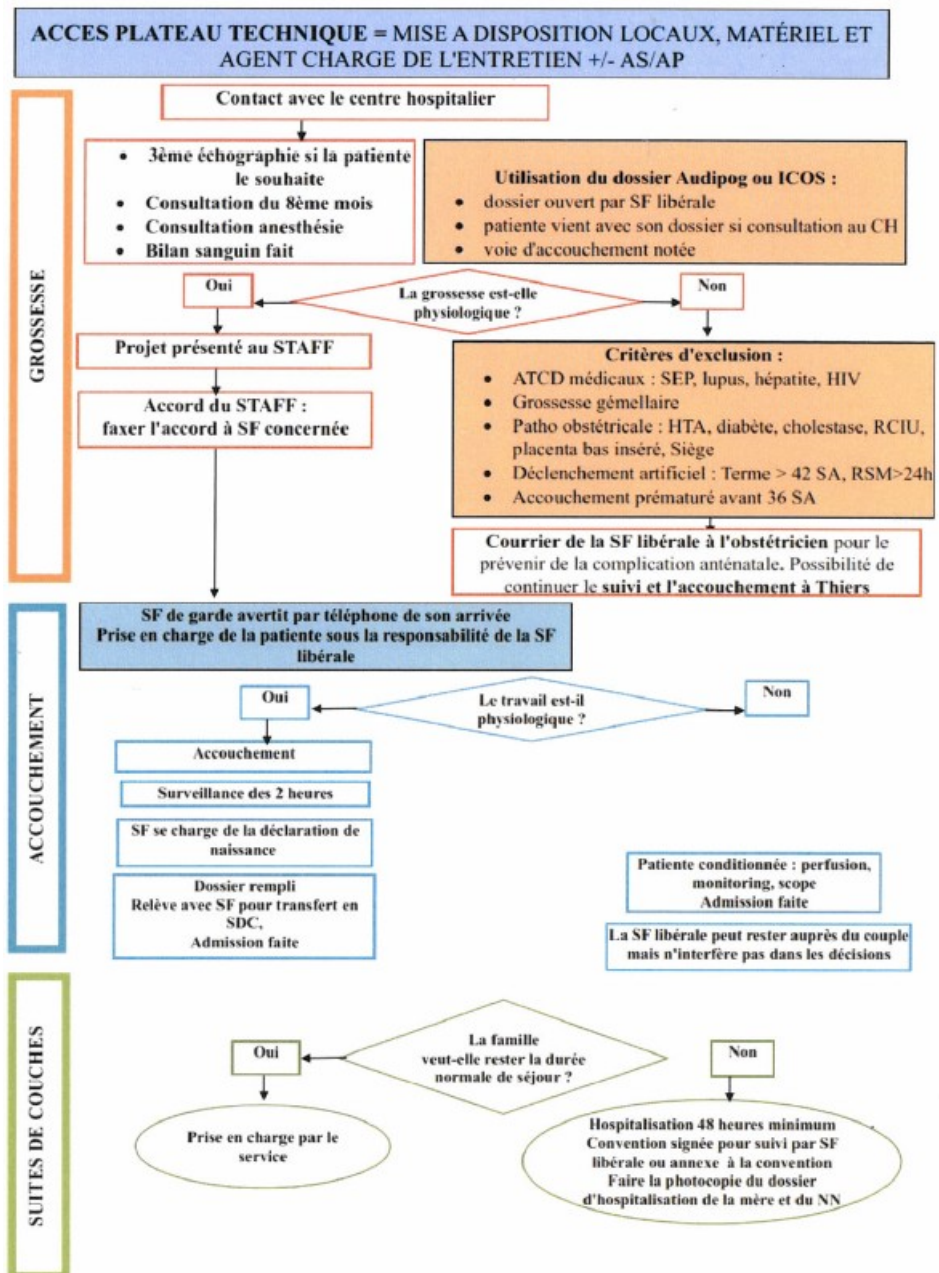 ACCES PLATEAU TECHNIQUE = MISE A DISPOSITION LOCAUX, MATÉRIEL ET
AGENT CHARGE DE L'ENTRETIEN +/- AS/AP
GROSSESSE
Contact avec le centre hospitalier
• 3ème échographie si la patiente
le souhaite
• Consultation du 8ème mois
• Consultation anesthésie
• Bilan sanguin fait
Utilisation du dossier Audipog ou ICOS :
• dossier ouvert par SF libérale
• patiente vient avec son dossier si consultation au CH
• voie d'accouchement notée
Oui
La grossesse est-elle
physiologique ?
Non
Projet présenté au STAFF
Accord du STAFF :
faxer l'accord à SF concernée
Critères d'exclusion :
• ATCD médicaux : SEP, lupus, hépatite, HIV
• Grossesse gémellaire
• Patho obstétricale : HTA, diabète, cholestase, RCIU,
placenta bas inséré, Siège
• Déclenchement artificiel : Terme > 42 SA, RSM>24h
• Accouchement prématuré avant 36 SA
Courrier de la SF libérale à l'obstétricien pour le
prévenir de la complication anténatale. Possibilité de
continuer le suivi et l'accouchement à Thiers
ACCOUCHEMENT
SF de garde avertit par téléphone de son arrivée
Prise en charge de la patiente sous la responsabilité de la SF
libérale
Oui
Le travail est-il
physiologique ?
Non
Accouchement
Surveillance des 2 heures
SF se charge de la déclaration de
naissance
Dossier rempli
Relève avec SF pour transfert en
SDC,
Admission faite
Patiente conditionnée : perfusion,
monitoring, scope
Admission faite
La SF libérale peut rester auprès du couple
mais n'interfère pas dans les décisions
SUITES DE COUCHES
Oui
La famille
veut-elle rester la durée
normale de séjour ?
Non
Prise en charge par le
service
Hospitalisation 48 heures minimum
Convention signée pour suivi par SF
libérale ou annexe à la convention
Faire la photocopie du dossier
d'hospitalisation de la mère et du NN